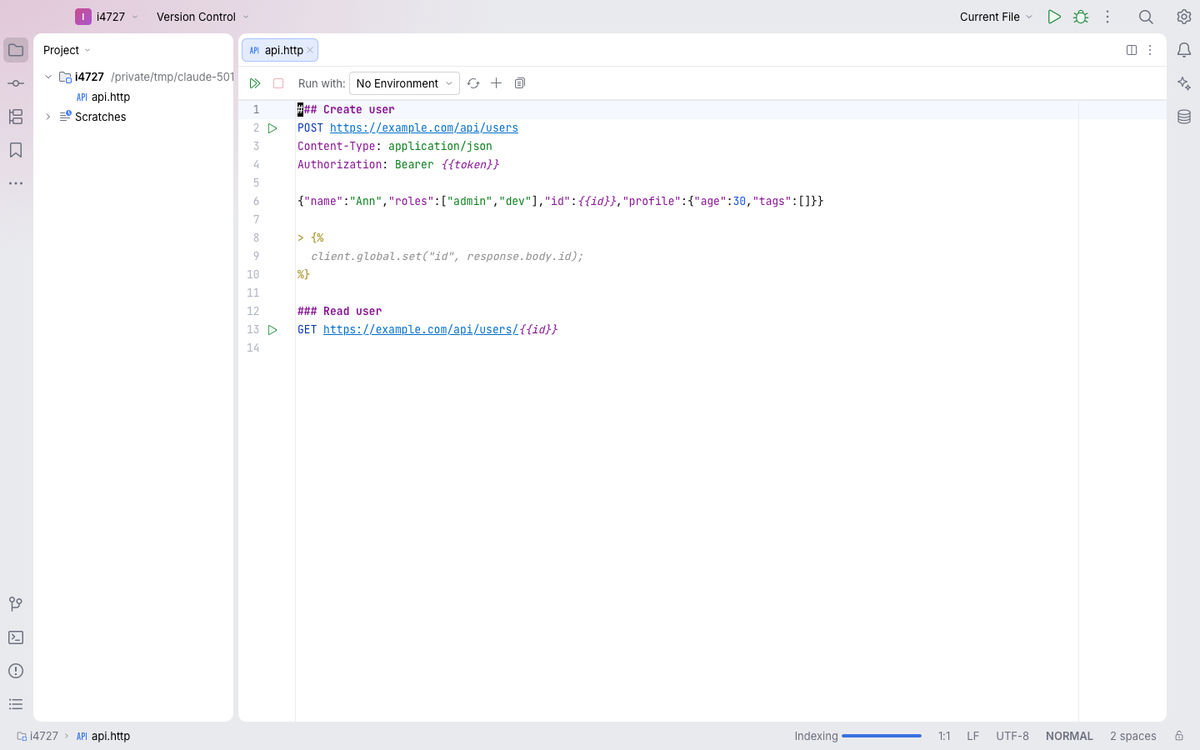 I i4727 Version Control Current File
Project
API api.http
i4727 /private/tmp/claude-501
API api.http
Scratches
Run with: No Environment
1 ### Create user
2 POST https://example.com/api/users
3 Content-Type: application/json
4 Authorization: Bearer {{token}}
5
6 {"name":"Ann","roles":["admin","dev"],"id":{{id}},"profile":{"age":30,"tags":[]}}
7
8 > {%
9   client.global.set("id", response.body.id);
10 %}
11
12 ### Read user
13 GET https://example.com/api/users/{{id}}
14
i4727 API api.http Indexing 1:1 LF UTF-8 NORMAL 2 spaces